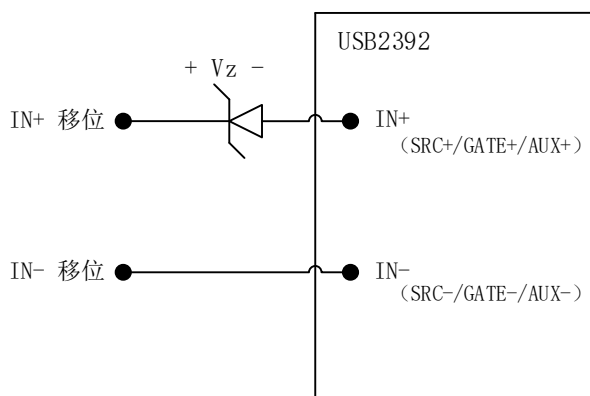 USB2392
+ Vz -
IN+ 移位
IN+
（SRC+/GATE+/AUX+）
IN- 移位
IN-
（SRC-/GATE-/AUX-）